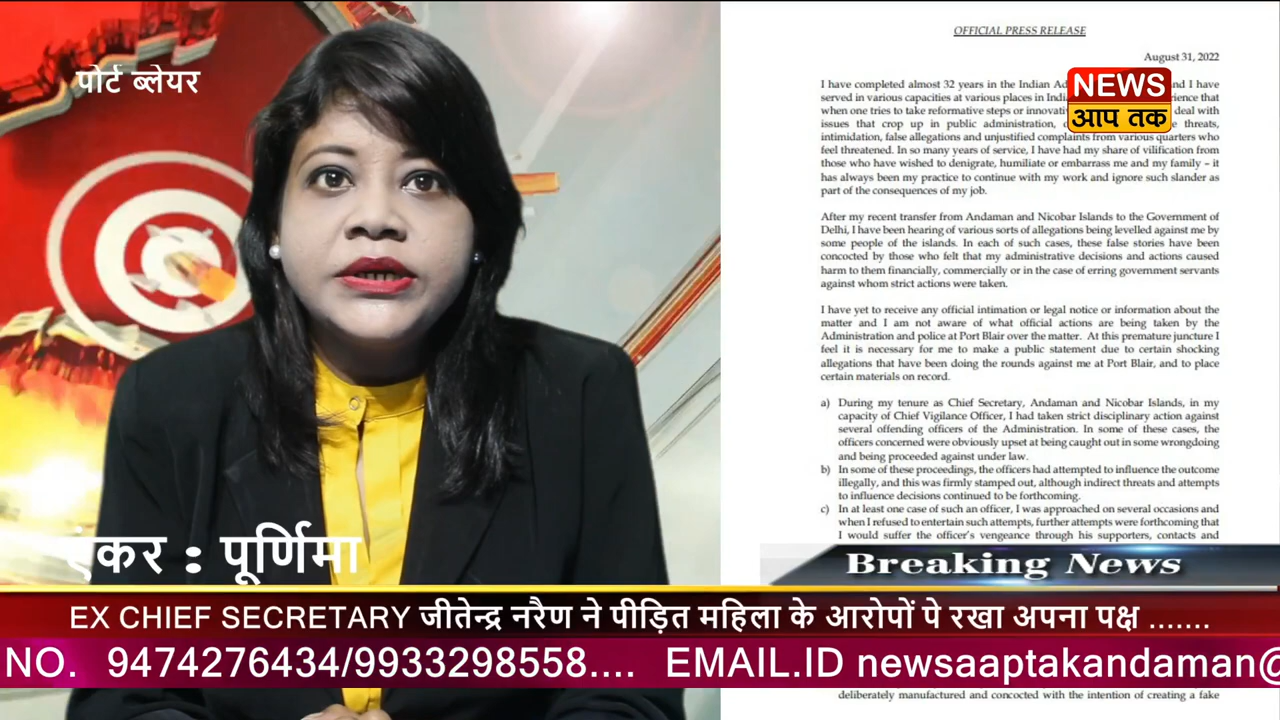 पोर्ट ब्लेयर
OFFICIAL PRESS RELEASE
August 31, 2022
NEWS
आप तक
I have completed almost 32 years in the Indian and I have
served in various capacities at various places in that
when one tries to take reformative steps or deal with
issues that crop up in public administration, threats,
intimidation, false allegations and unjustified complaints from various quarters who
feel threatened. In so many years of service, I have had my share of vilification from
those who have wished to denigrate, humiliate or embarrass me and my family – it
has always been my practice to continue with my work and ignore such slander as
part of the consequences of my job.
After my recent transfer from Andaman and Nicobar Islands to the Government of
Delhi, I have been hearing of various sorts of allegations being levelled against me by
some people of the islands. In each of such cases, these false stories have been
concocted by those who felt that my administrative decisions and actions caused
harm to them financially, commercially or in the case of erring government servants
against whom strict actions were taken.
I have yet to receive any official intimation or legal notice or information about the
matter and I am not aware of what official actions are being taken by the
Administration and police at Port Blair over the matter. At this premature juncture I
feel it is necessary for me to make a public statement due to certain shocking
allegations that have been doing the rounds against me at Port Blair, and to place
certain materials on record.
a) During my tenure as Chief Secretary, Andaman and Nicobar Islands, in my
capacity of Chief Vigilance Officer, I had taken strict disciplinary action against
several offending officers of the Administration. In some of these cases, the
officers concerned were obviously upset at being caught out in some wrongdoing
and being proceeded against under law.
b) In some of these proceedings, the officers had attempted to influence the outcome
illegally, and this was firmly stamped out, although indirect threats and attempts
to influence decisions continued to be forthcoming.
c) In at least one case of such an officer, I was approached on several occasions and
when I refused to entertain such attempts, further attempts were forthcoming that
I would suffer the officer's vengeance through his supporters, contacts and
: पूर्णिमा
Breaking News
EX CHIEF SECRETARY जीतेन्द्र नरैण ने पीड़ित महिला के आरोपों पे रखा अपना पक्ष .......
NO. 9474276434/9933298558.... EMAIL.ID newsaaptakandaman@
deliberately manufactured and concocted with the intention of creating a fake